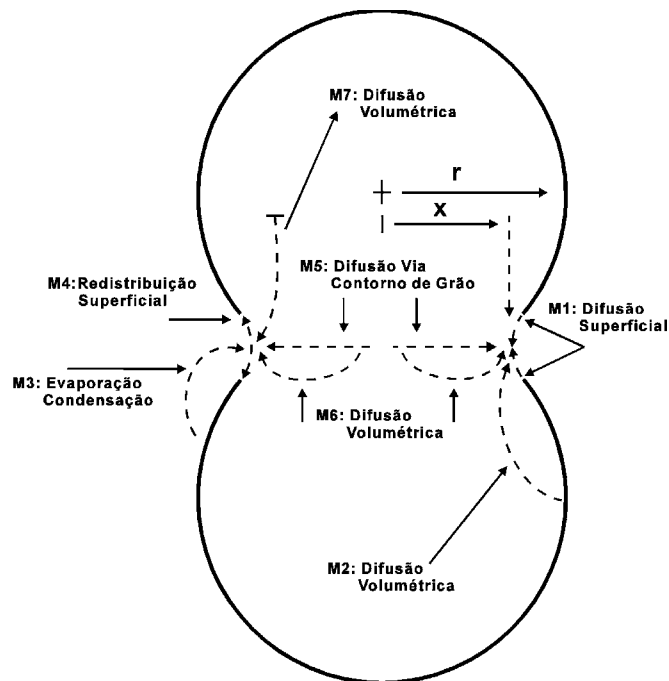 M7: Difusão
Volumétrica
r
x
M5: Difusão Via
Contorno de Grão
M4:Redistribuição
Superficial
M1: Difusão
Superficial
M3: Evaporação
Condensação
M6: Difusão
Volumétrica
M2: Difusão
Volumétrica